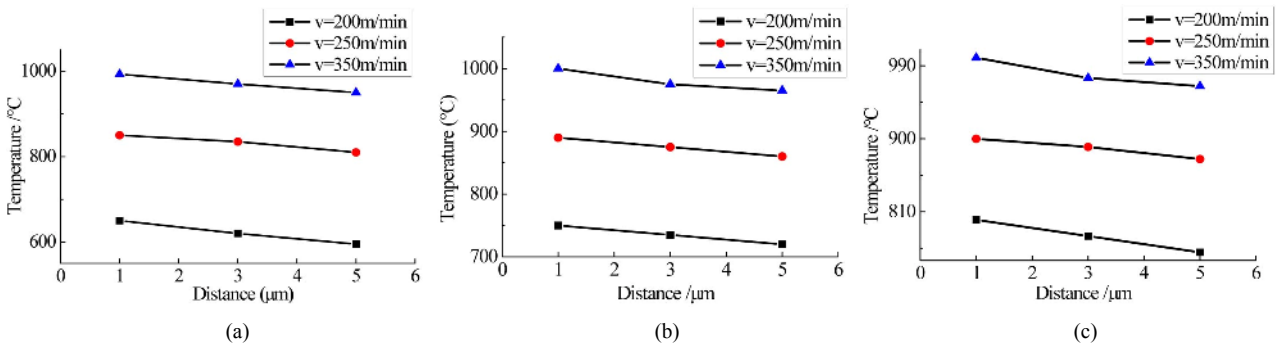 v=200m/min
v=250m/min
v=350m/min
1000
800
600
Temperature /°C
0 1 2 3 4 5 6
Distance (μm)
(a)
v=200m/min
v=250m/min
v=350m/min
1000
900
800
700
Temperature (°C)
0 1 2 3 4 5 6
Distance /μm
(b)
v=200m/min
v=250m/min
v=350m/min
990
900
810
Temperature /°C
0 1 2 3 4 5 6
Distance /μm
(c)